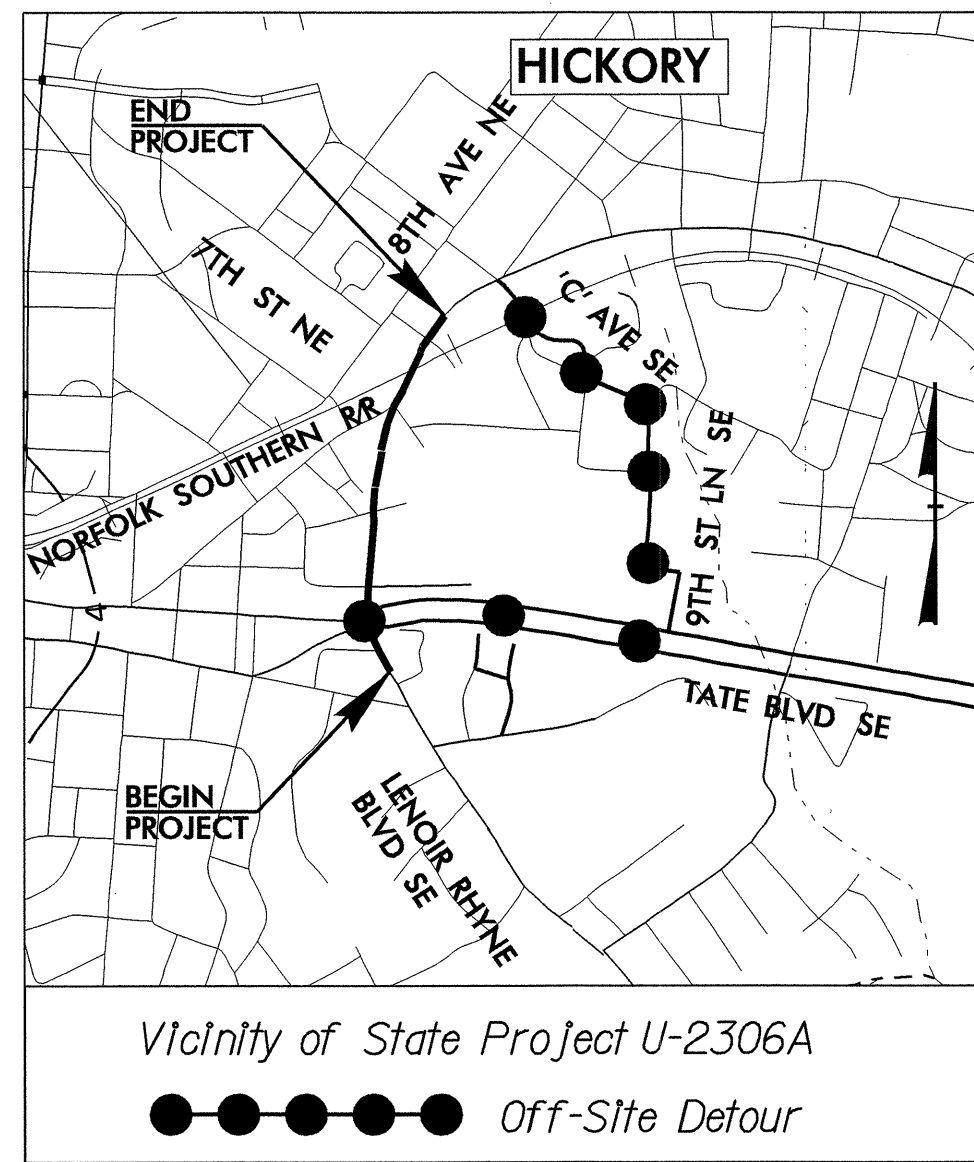 HICKORY
END
PROJECT
8TH AVE NE
7TH ST NE
'C' AVE SE
NORFOLK SOUTHERN R/R
9TH ST LN SE
4
TATE BLVD SE
BEGIN
PROJECT
LENOIR RHYNE
BLVD SE
Vicinity of State Project U-2306A
Off-Site Detour